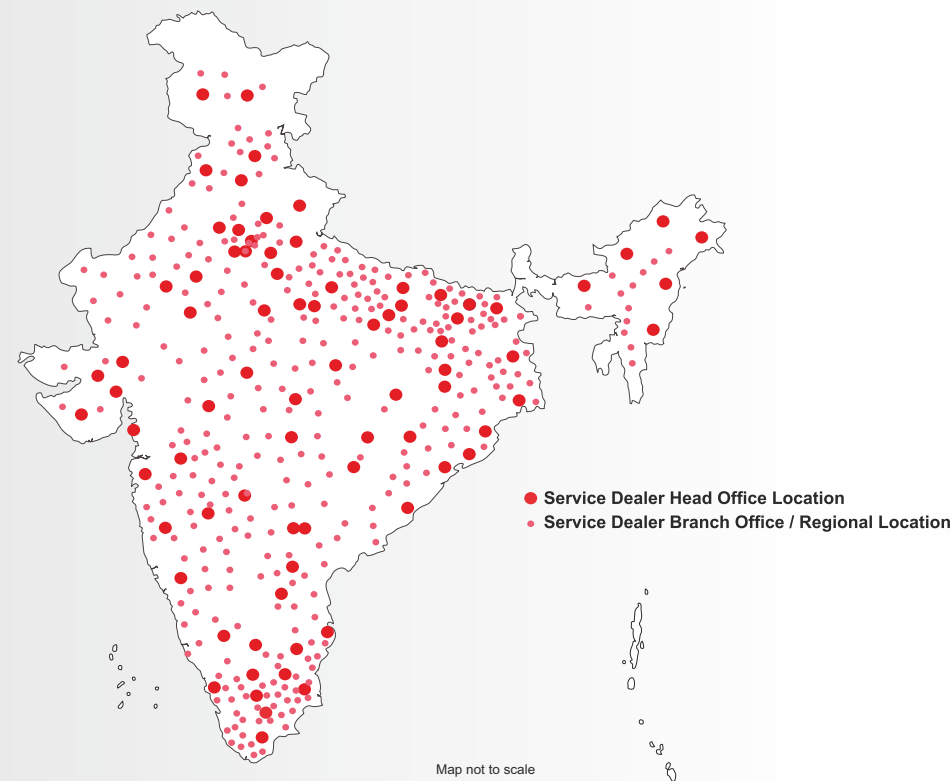 Service Dealer Head Office Location
Service Dealer Branch Office / Regional Location
Map not to scale